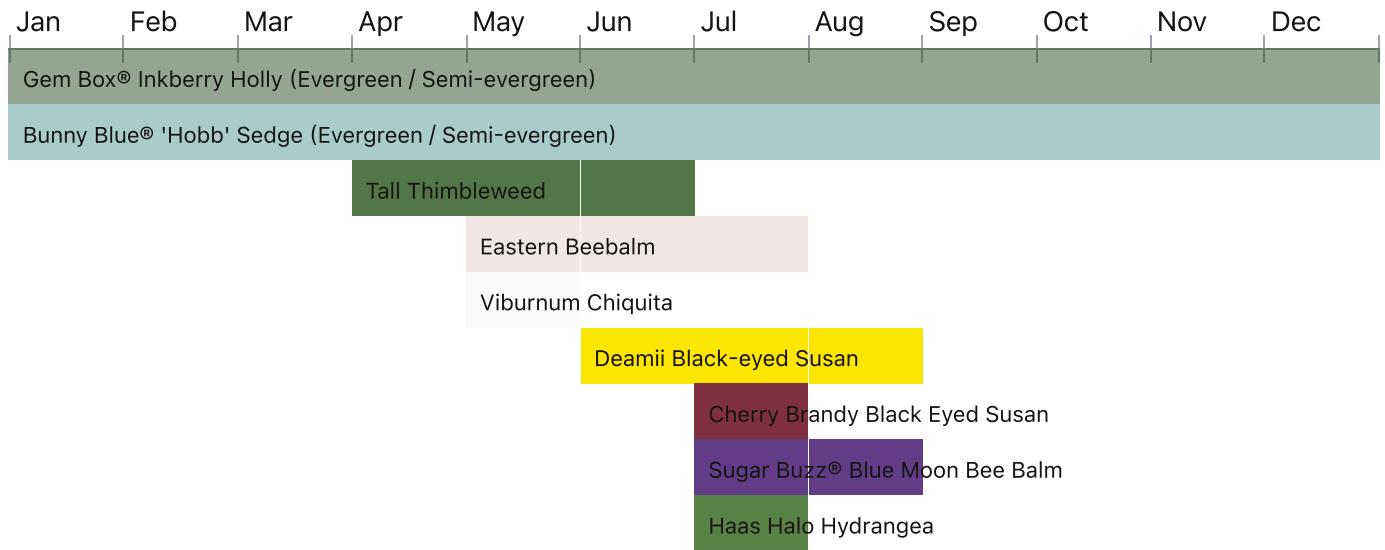 Jan Feb Mar Apr May Jun Jul Aug Sep Oct Nov Dec
Gem Box® Inkberry Holly (Evergreen / Semi-evergreen)
Bunny Blue® 'Hobb' Sedge (Evergreen / Semi-evergreen)
Tall Thimbleweed
Eastern Beebalm
Viburnum Chiquita
Deamii Black-eyed Susan
Cherry Brandy Black Eyed Susan
Sugar Buzz® Blue Moon Bee Balm
Haas Halo Hydrangea